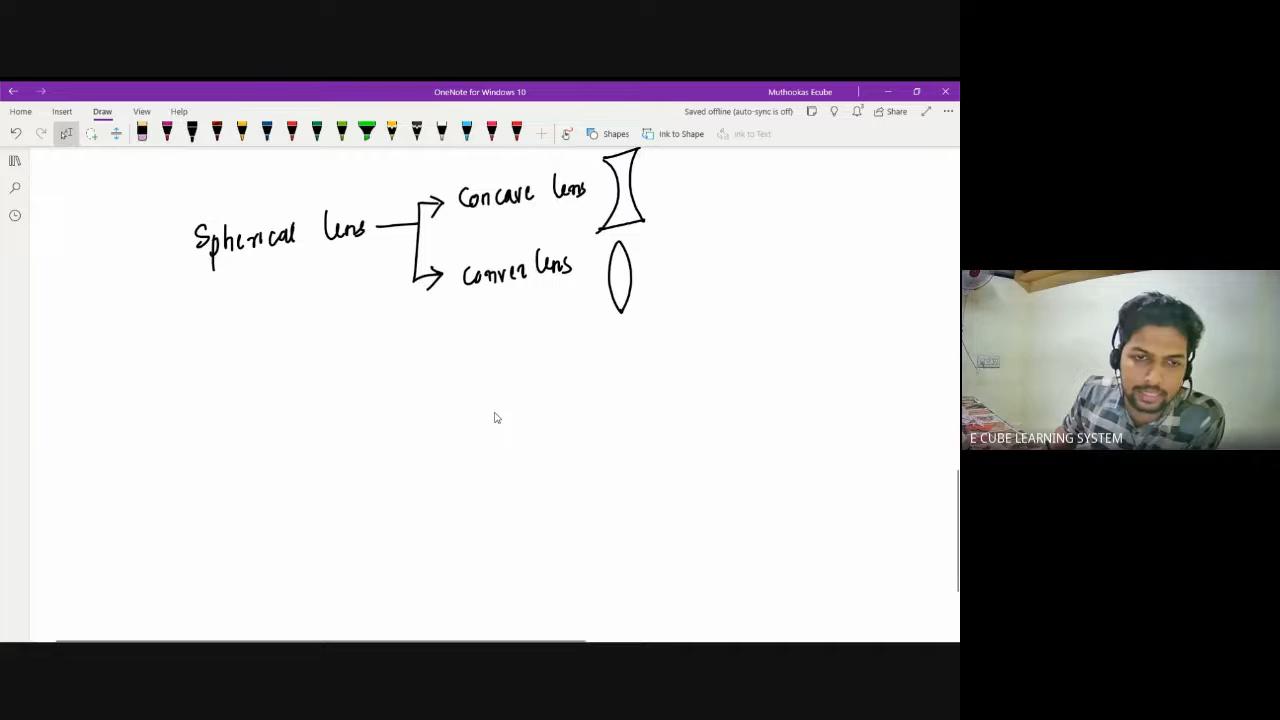 OneNote for Windows 10
Muthookas Ecube
Home Insert Draw View Help
Saved offline (auto-sync is off)
Share
Shapes
Ink to Shape
Ink to Text
Concave lens
Spherical lens
Convex lens
E CUBE LEARNING SYSTEM